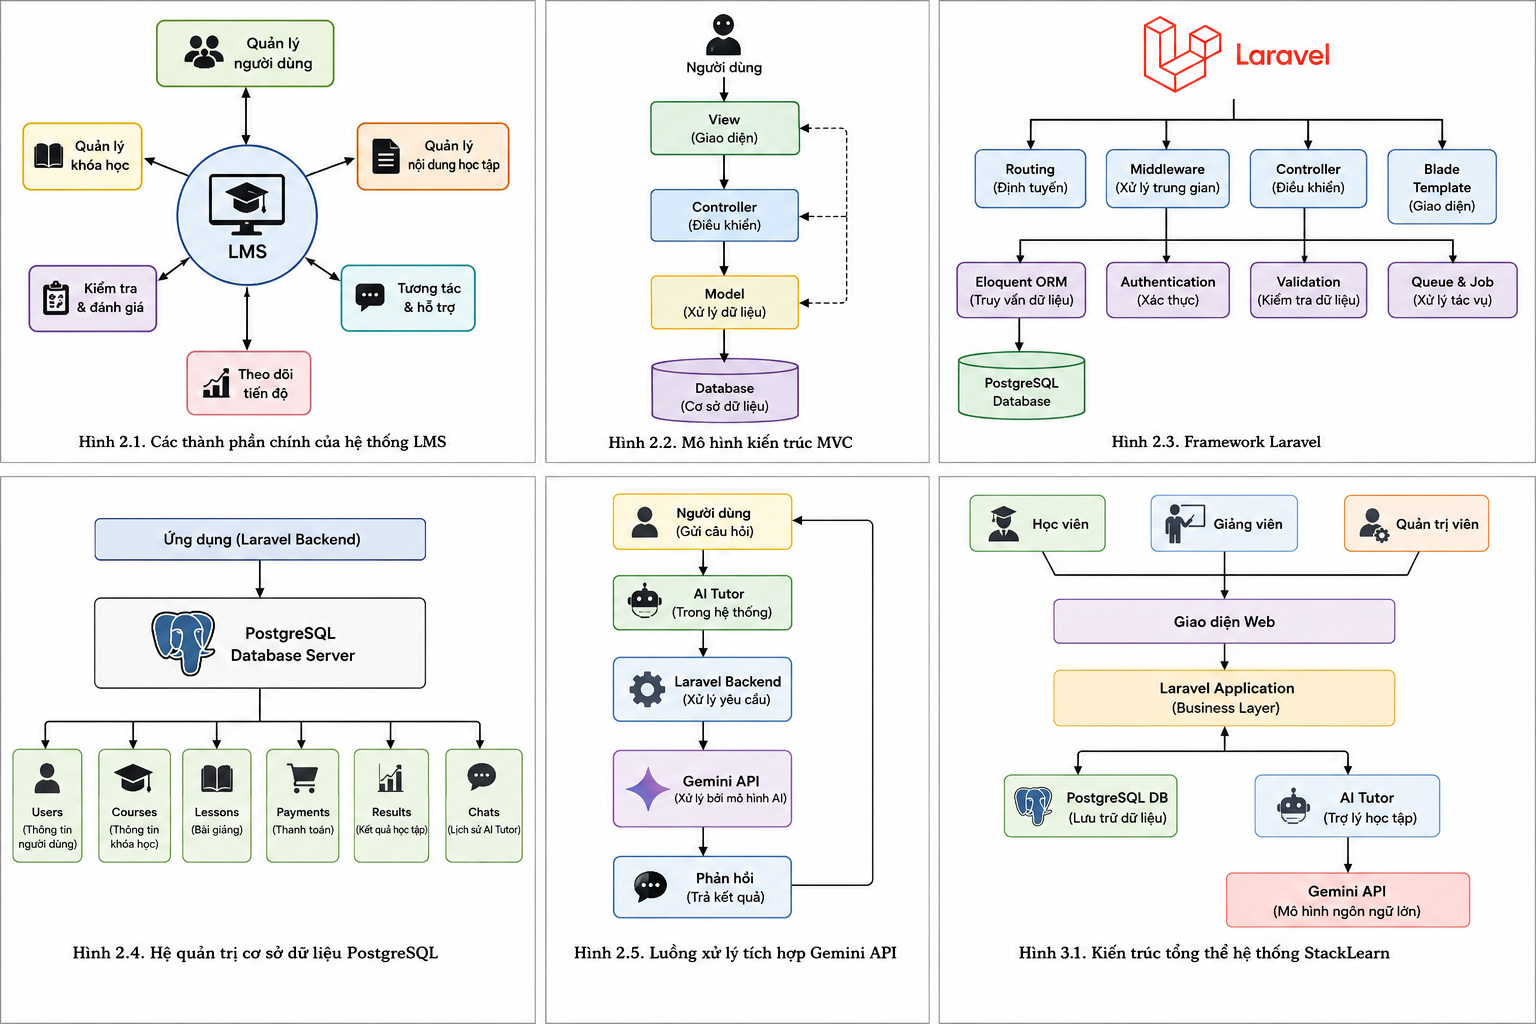 Quản lý
người dùng
Quản lý
khóa học
Quản lý
nội dung học tập
LMS
Kiểm tra
& đánh giá
Tương tác
& hỗ trợ
Theo dõi
tiến độ
Hình 2.1. Các thành phần chính của hệ thống LMS
Người dùng
View
(Giao diện)
Controller
(Điều khiển)
Model
(Xử lý dữ liệu)
Database
(Cơ sở dữ liệu)
Hình 2.2. Mô hình kiến trúc MVC
Laravel
Routing
(Định tuyến)
Middleware
(Xử lý trung gian)
Controller
(Điều khiển)
Blade
Template
(Giao diện)
Eloquent ORM
(Truy vấn dữ liệu)
Authentication
(Xác thực)
Validation
(Kiểm tra dữ liệu)
Queue & Job
(Xử lý tác vụ)
PostgreSQL
Database
Hình 2.3. Framework Laravel
Ứng dụng (Laravel Backend)
PostgreSQL
Database Server
Users
(Thông tin
người dùng)
Courses
(Thông tin
khóa học)
Lessons
(Bài giảng)
Payments
(Thanh toán)
Results
(Kết quả học tập)
Chats
(Lịch sử AI Tutor)
Hình 2.4. Hệ quản trị cơ sở dữ liệu PostgreSQL
Người dùng
(Gửi câu hỏi)
AI Tutor
(Trong hệ thống)
Laravel Backend
(Xử lý yêu cầu)
Gemini API
(Xử lý bởi mô hình AI)
Phản hồi
(Trả kết quả)
Hình 2.5. Luồng xử lý tích hợp Gemini API
Học viên
Giảng viên
Quản trị viên
Giao diện Web
Laravel Application
(Business Layer)
PostgreSQL DB
(Lưu trữ dữ liệu)
AI Tutor
(Trợ lý học tập)
Gemini API
(Mô hình ngôn ngữ lớn)
Hình 3.1. Kiến trúc tổng thể hệ thống StackLearn